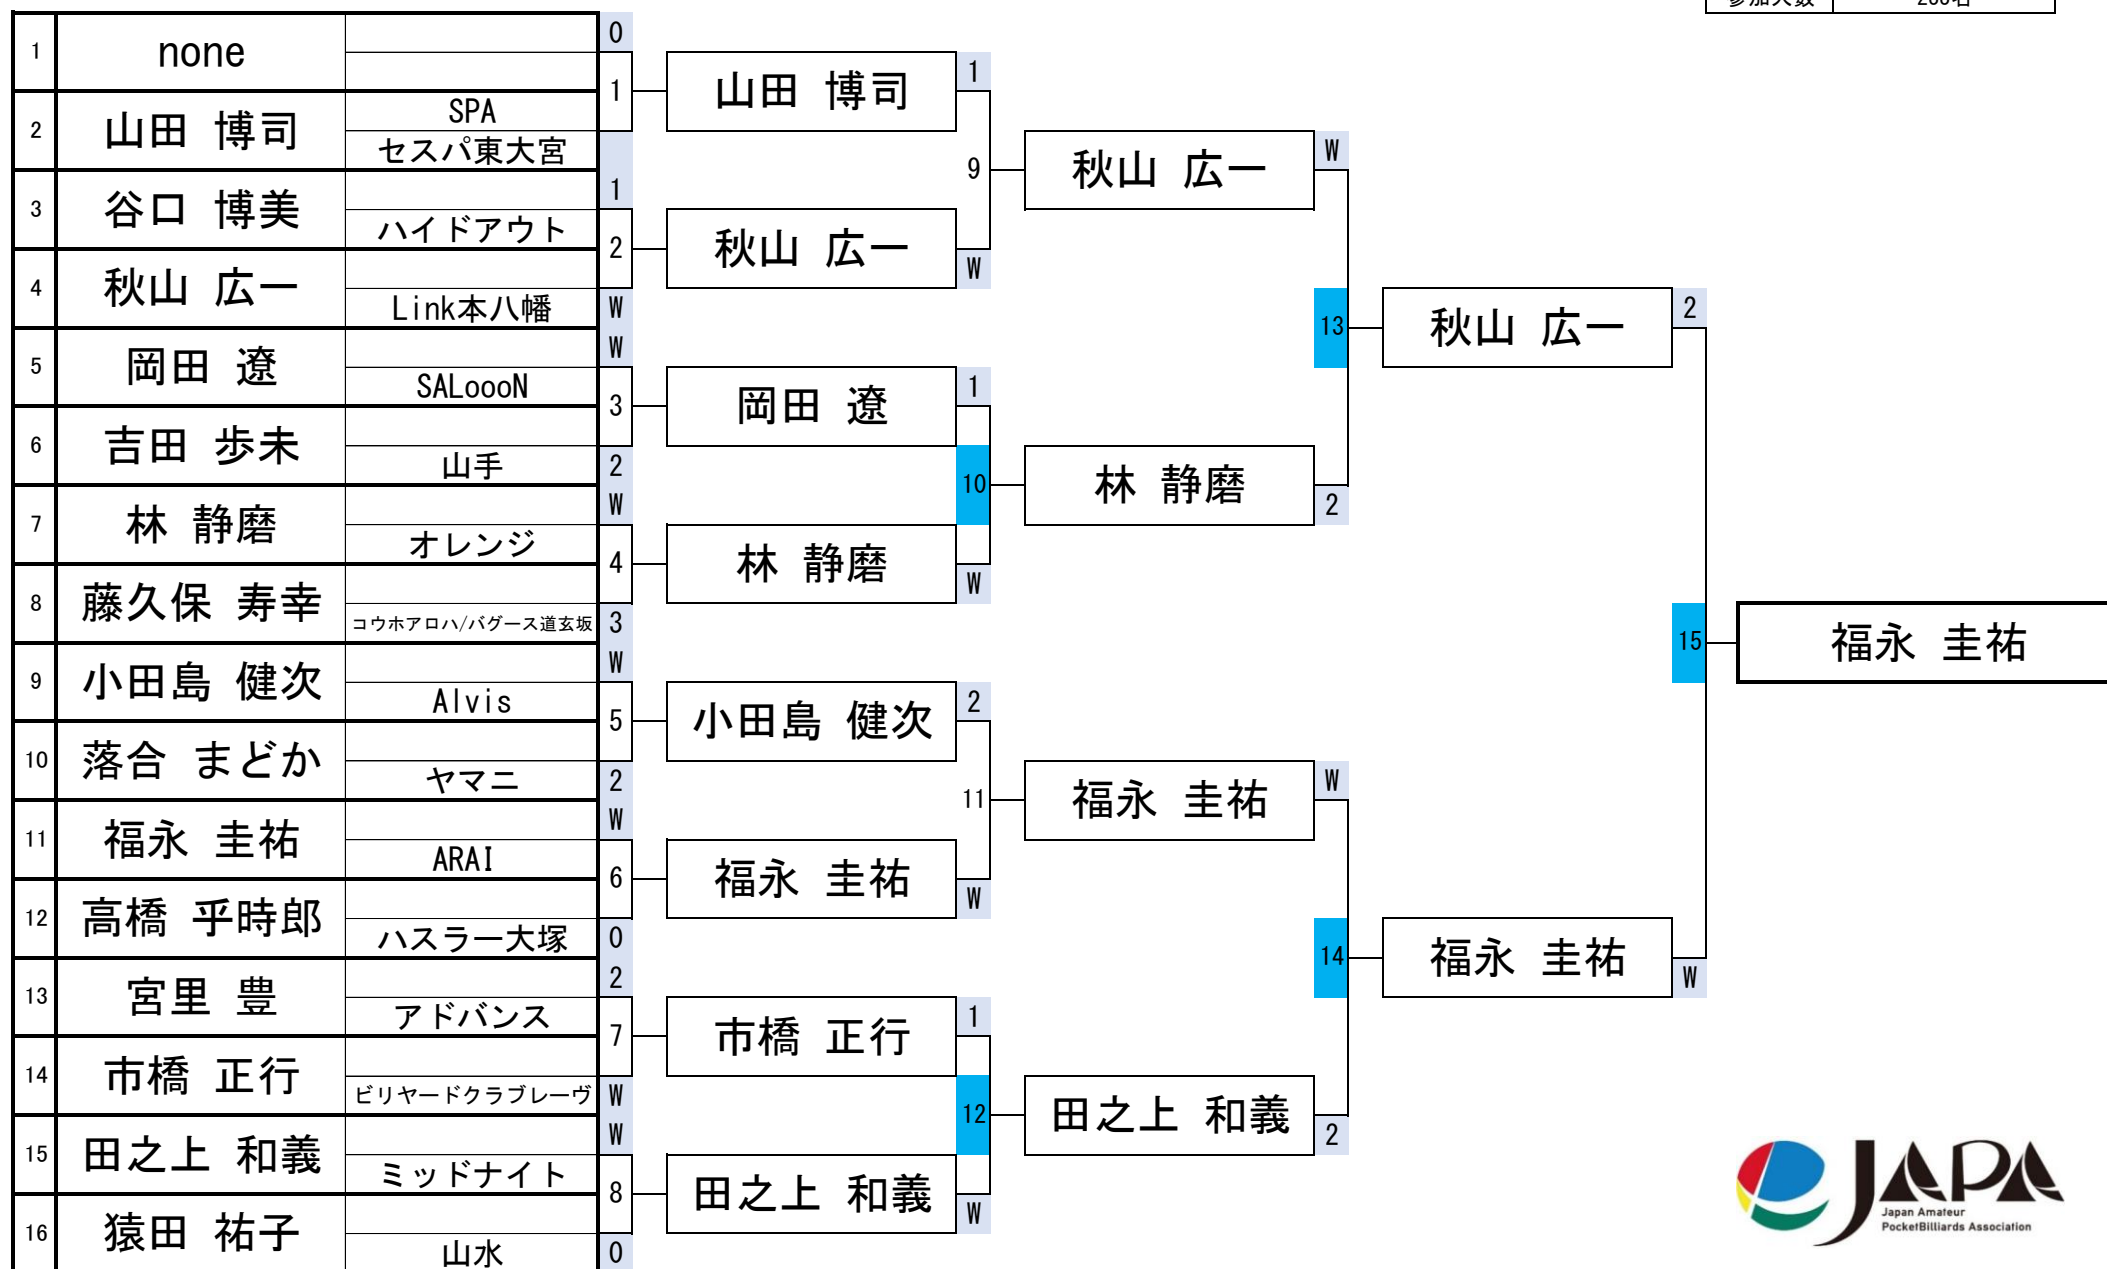 1 none 0
2 山田 博司 SPA
セスパ東大宮
1
3 谷口 博美 ハイドアウト 1
2
4 秋山 広一 Link本八幡 W
5 岡田 遼 SALoooN W
3
6 吉田 歩未 山手 2
7 林 静磨 オレンジ W
4
8 藤久保 寿幸 コウホアロハ/バグース道玄坂 3
9 小田島 健次 Alvis W
5
10 落合 まどか ヤマニ 2
11 福永 圭祐 ARAI W
6
12 高橋 乎時郎 ハスラー大塚 0
13 宮里 豊 アドバンス 2
7
14 市橋 正行 ビリヤードクラブレーヴ W
15 田之上 和義 ミッドナイト W
8
16 猿田 祐子 山水 0
山田 博司 1
9
秋山 広一 W
岡田 遼 1
10
林 静磨 W
小田島 健次 2
11
福永 圭祐 W
市橋 正行 1
12
田之上 和義 W
秋山 広一 W
13
林 静磨 2
福永 圭祐 W
14
田之上 和義 2
秋山 広一 2
15
福永 圭祐 W
福永 圭祐
JAPA
Japan Amateur
PocketBilliards Association